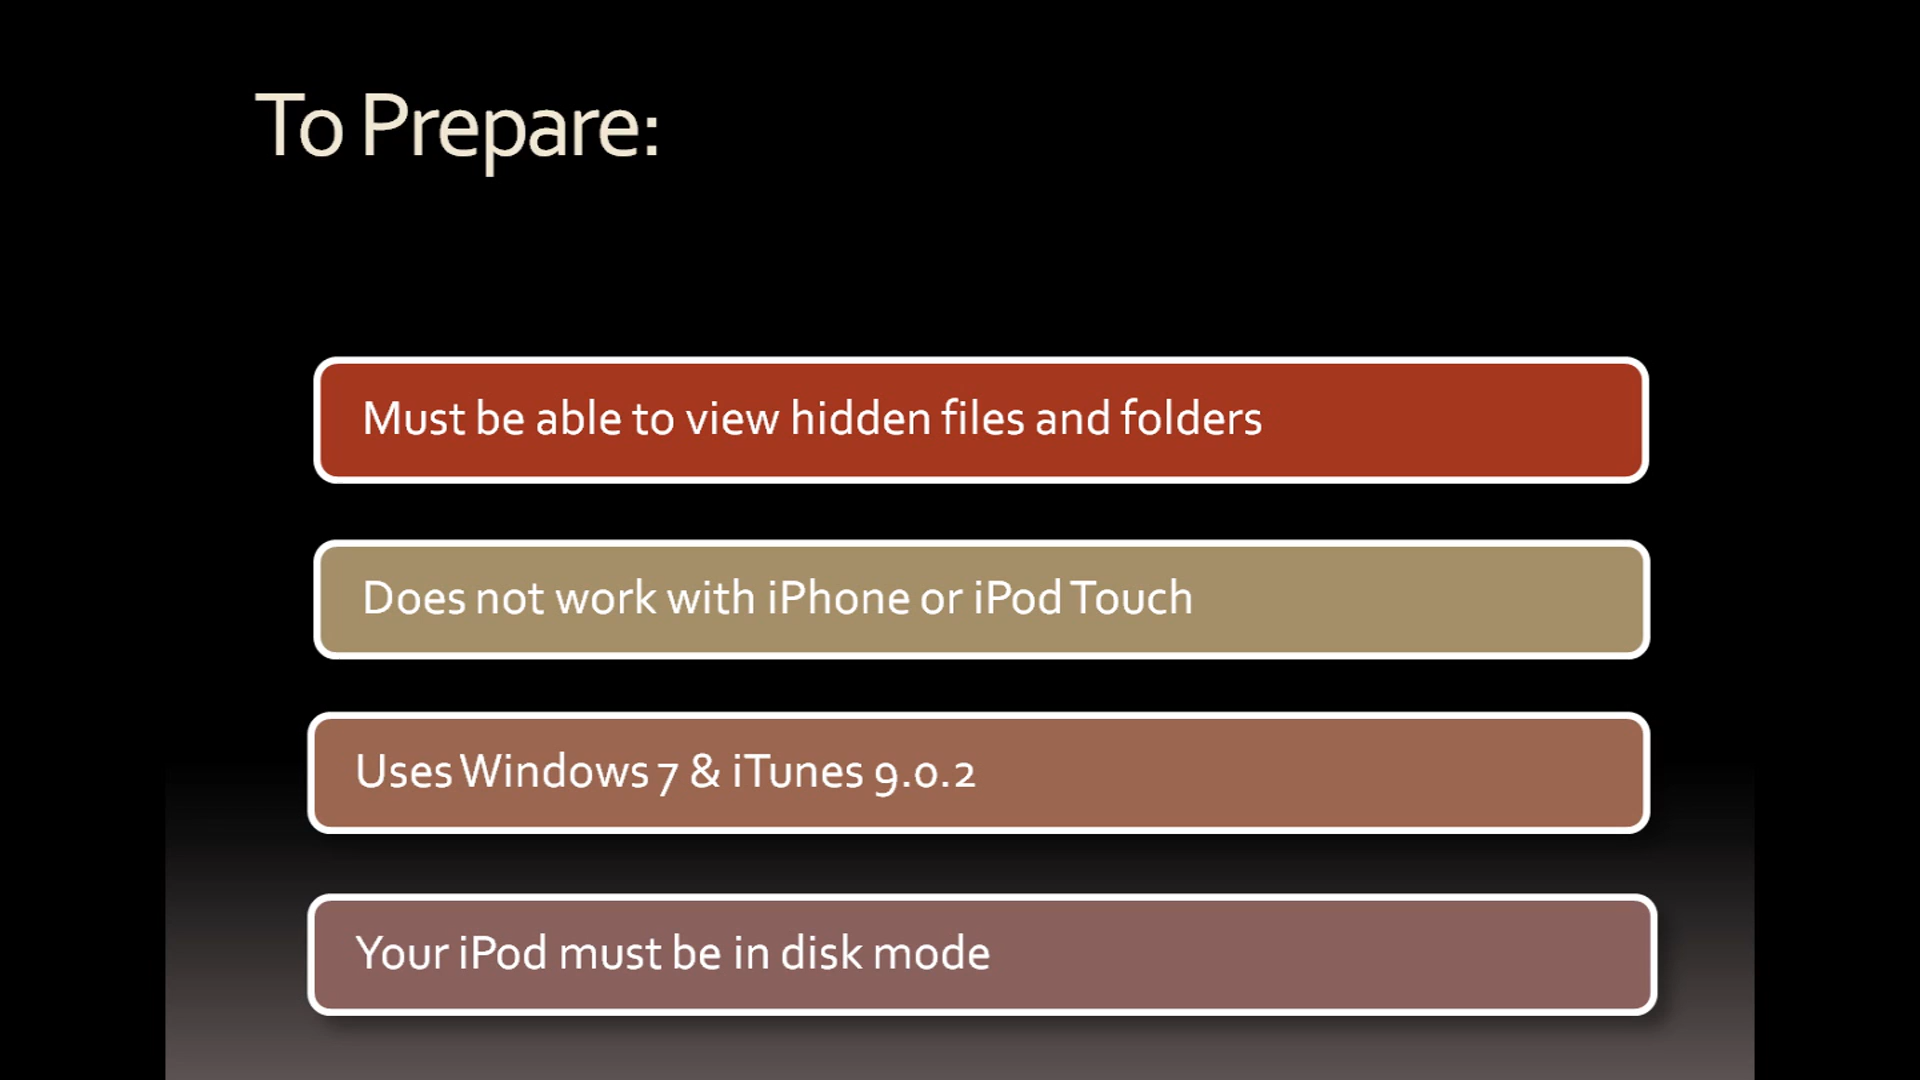 To Prepare:
Must be able to view hidden files and folders
Does not work with iPhone or iPod Touch
Uses Windows 7 & iTunes 9.0.2
Your iPod must be in disk mode